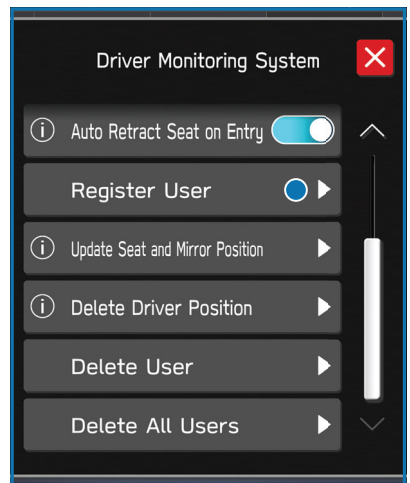 Driver Monitoring System
Auto Retract Seat on Entry
Register User
Update Seat and Mirror Position
Delete Driver Position
Delete User
Delete All Users